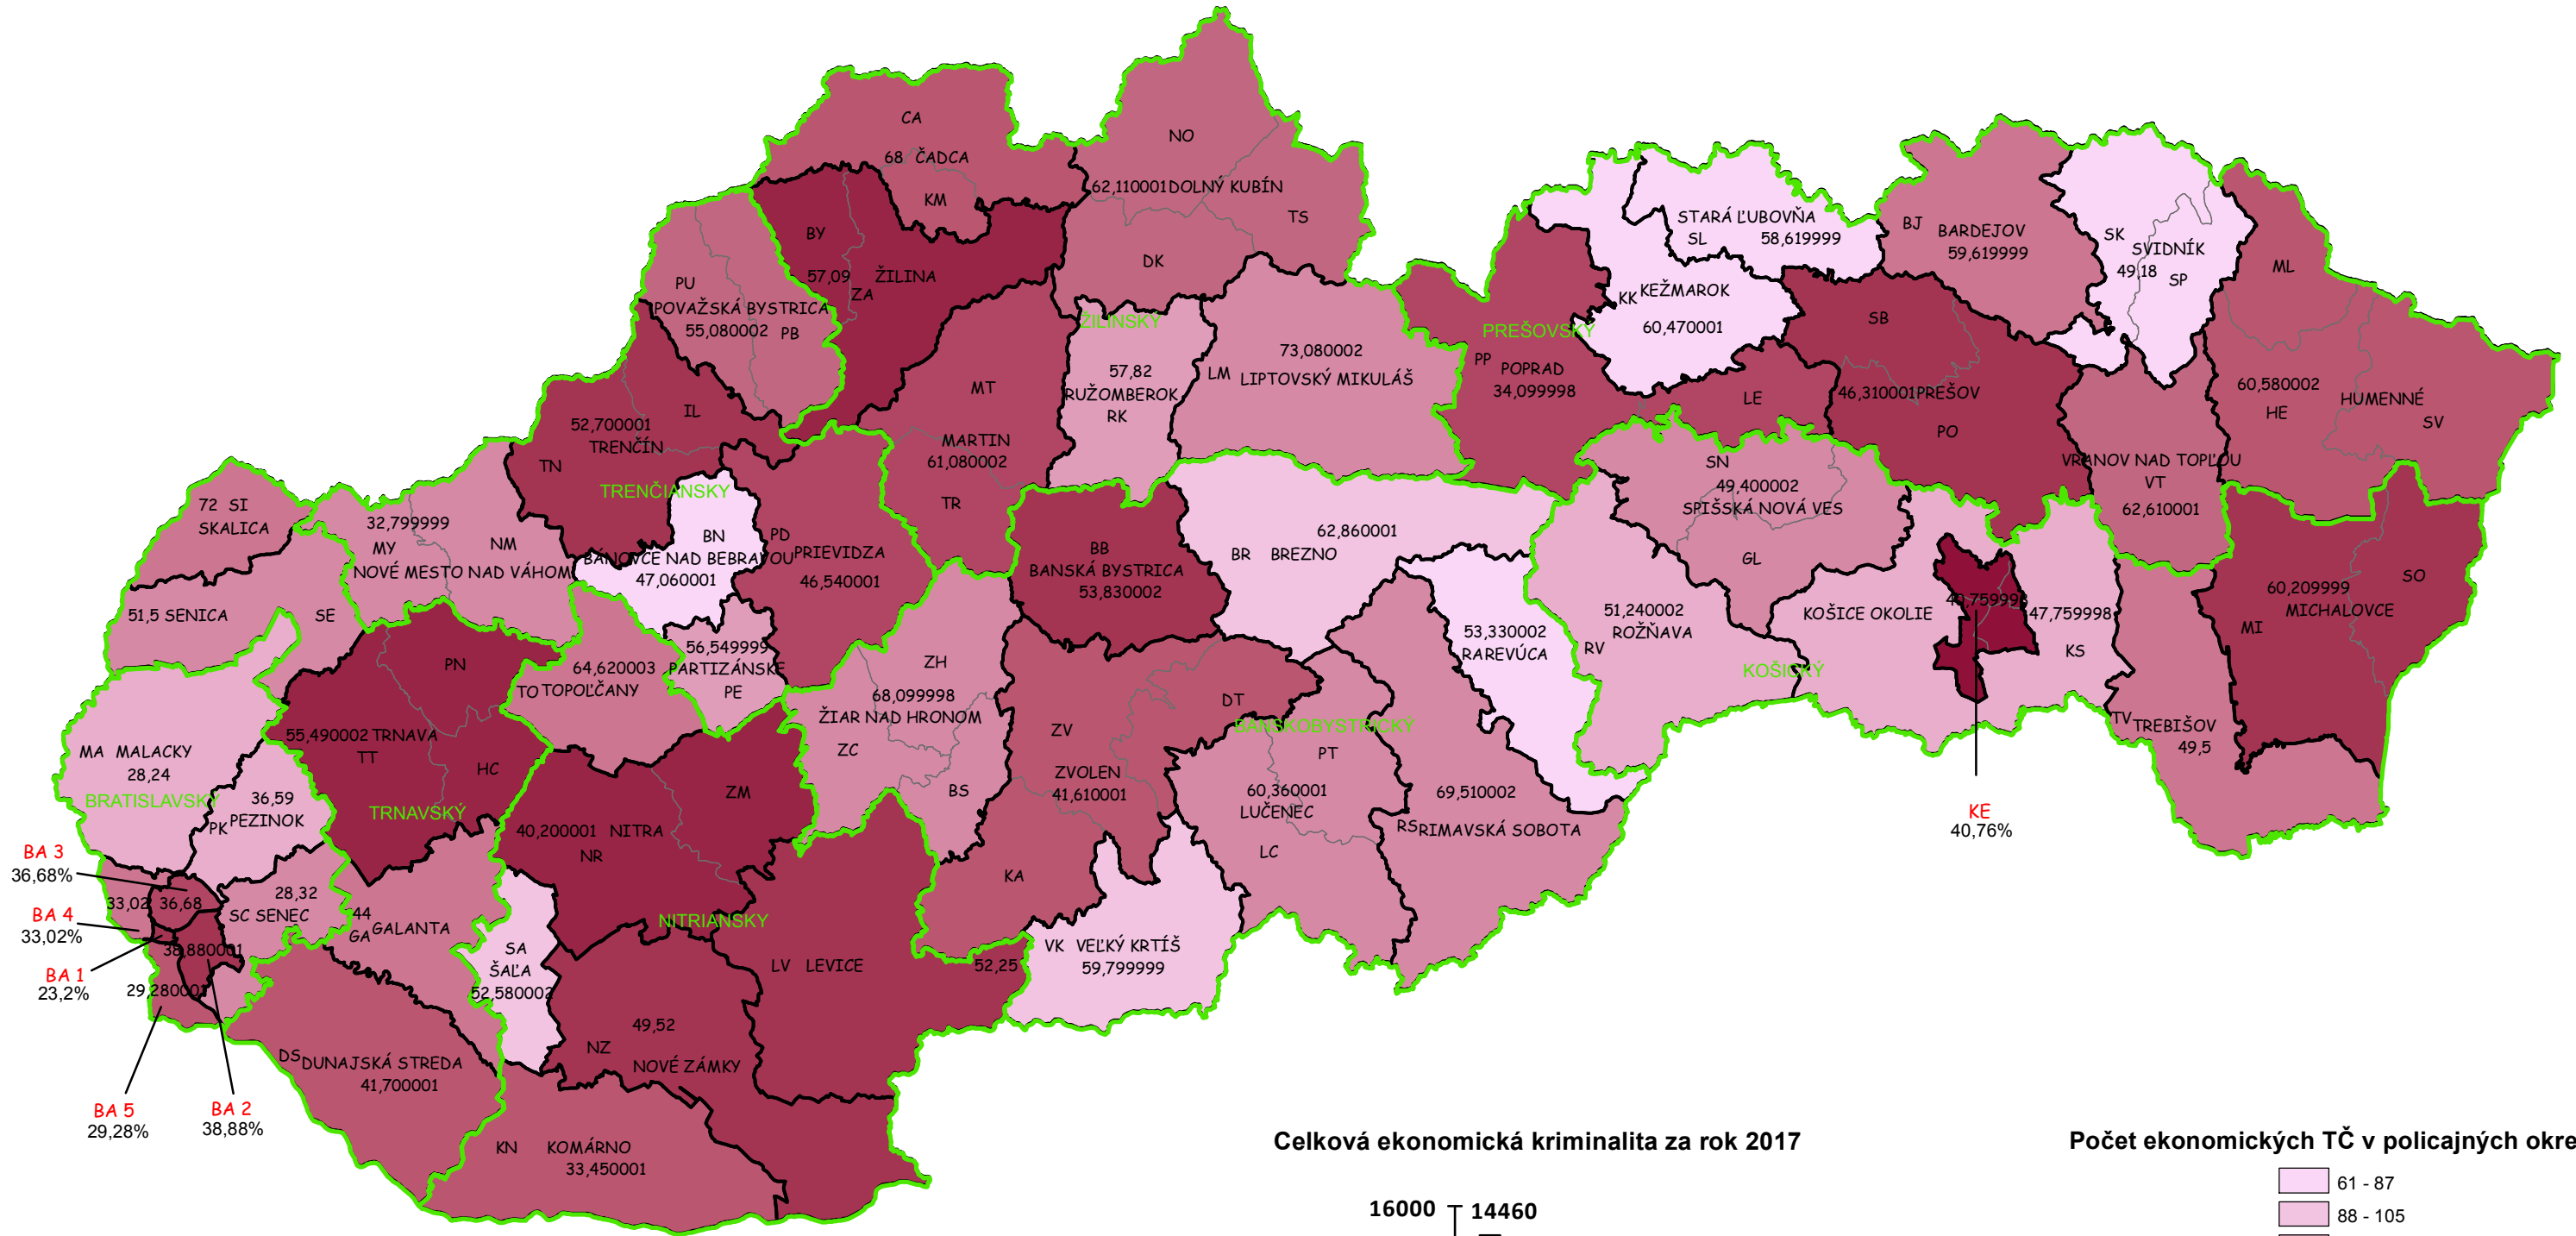 CA
68 ČADCA
KM
NO
62,110001DOLNÝ KUBÍN
TS
DK
BY
57,09 ŽILINA
ZA
PU
POVAŽSKÁ BYSTRICA
55,080002 PB
ŽILINSKÝ
57,82
RUŽOMBEROK
RK
73,080002
LM LIPTOVSKÝ MIKULÁŠ
MT
MARTIN
61,080002
TR
PREŠOVSKÝ
PP POPRAD
34,099998
LE
STARÁ ĽUBOVŇA
SL 58,619999
KK KEŽMAROK
60,470001
BJ BARDEJOV
59,619999
SK SVIDNÍK
49,18 SP
ML
SB
46,310001PREŠOV
PO
60,580002
HE HUMENNÉ
SV
VRANOV NAD TOPĽOU
VT
62,610001
IL
52,700001
TRENČÍN
TN
TRENČIANSKY
BN
BÁNOVCE NAD BEBRAVOU
47,060001
PD PRIEVIDZA
46,540001
72 SI
SKALICA
32,799999
MY NM
NOVÉ MESTO NAD VÁHOM
51,5 SENICA
SE
BB
BANSKÁ BYSTRICA
53,830002
62,860001
BR BREZNO
53,330002
RAREVÚCA
SN
49,400002
SPIŠSKÁ NOVÁ VES
GL
51,240002
ROŽŇAVA
RV
KOŠICE OKOLIE
40,759998
47,759998
KS
KOŠICKÝ
60,209999
MICHALOVCE
MI
SO
TV TREBIŠOV
49,5
KE
40,76%
56,549999
PARTIZÁNSKE
PE
64,620003
TO TOPOĽČANY
PN
55,490002 TRNAVA
TT
HC
TRNAVSKÝ
ZH
68,099998
ŽIAR NAD HRONOM
ZC
BS
DT
ZV
ZVOLEN
41,610001
KA
BANSKOBYSTRICKÝ
PT
60,360001
LUČENEC
LC
69,510002
RS RIMAVSKÁ SOBOTA
MA MALACKY
28,24
BRATISLAVSKÝ
36,59
PK PEZINOK
BA 3
36,68%
BA 4
33,02%
BA 1
23,2%
33,02 36,68
28,32
SC SENEC
38,880001
29,280001
BA 5
29,28%
BA 2
38,88%
44
GA GALANTA
ZM
40,200001 NITRA
NR
NITRIANSKY
SA
ŠAĽA
52,580002
LV LEVICE
52,25
VK VEĽKÝ KRTÍŠ
59,799999
49,52
NZ
NOVÉ ZÁMKY
DS DUNAJSKÁ STREDA
41,700001
KN KOMÁRNO
33,450001
Celková ekonomická kriminalita za rok 2017
16000 14460
Počet ekonomických TČ v policajných okre
61 - 87
88 - 105